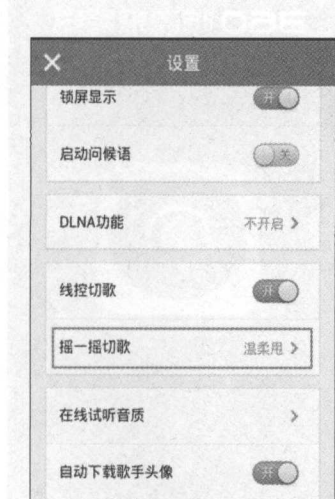 设置
锁屏显示 开
启动问候语 关
DLNA功能 不开启
线控切歌 开
摇一摇切歌 温柔甩
在线试听音质
自动下载歌手头像 开